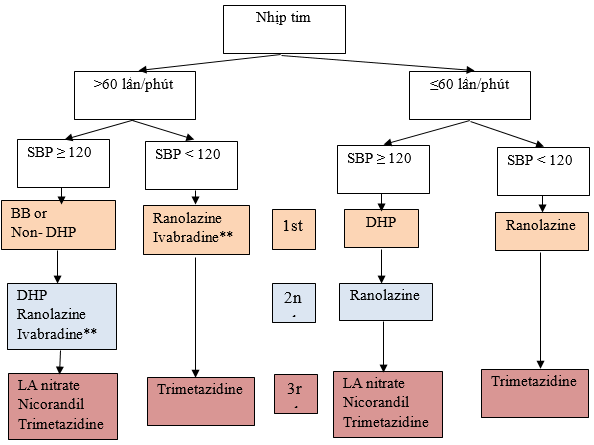 Nhịp tim
>60 lân/phút
≤60 lân/phút
SBP ≥ 120
SBP < 120
SBP ≥ 120
SBP < 120
BB or
Non- DHP
Ranolazine
Ivabradine**
1st
DHP
Ranolazine
DHP
Ranolazine
Ivabradine**
2n
.
Ranolazine
LA nitrate
Nicorandil
Trimetazidine
Trimetazidine
3r
.
LA nitrate
Nicorandil
Trimetazidine
Trimetazidine